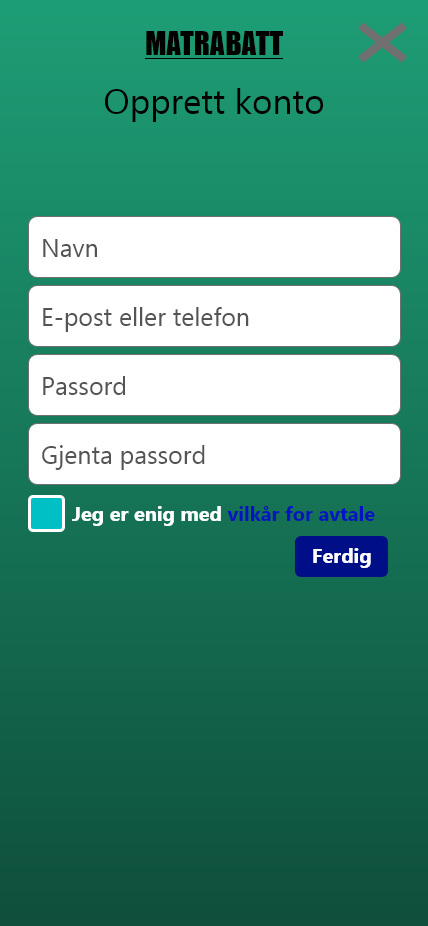 MATRABATT
Opprett konto
Navn
E-post eller telefon
Passord
Gjenta passord
Jeg er enig med vilkår for avtale
Ferdig